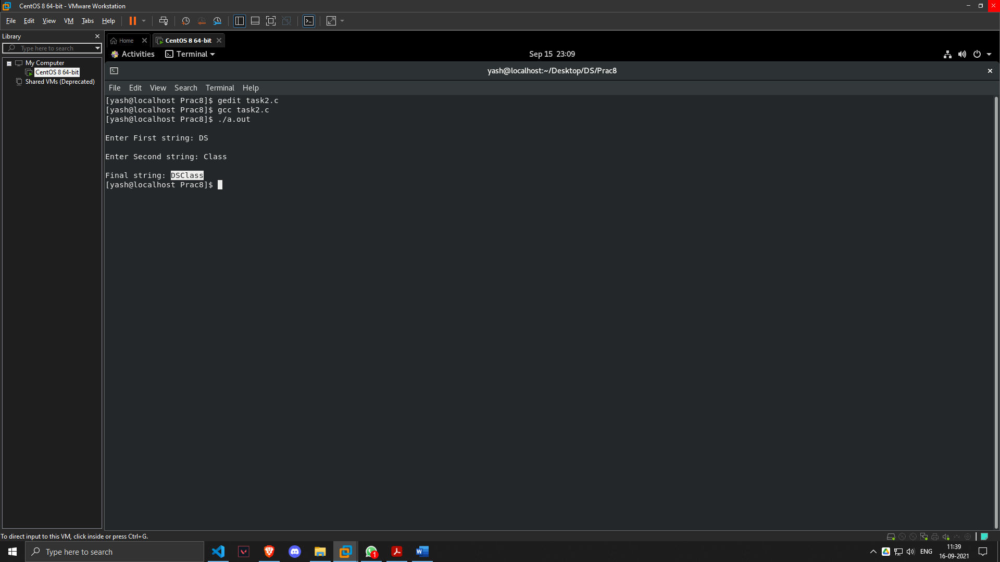 CentOS 8 64-bit - VMware Workstation
File Edit View VM Tabs Help
Library
Type here to search
My Computer
CentOS 8 64-bit
Shared VMs (Deprecated)
Home
CentOS 8 64-bit
Activities Terminal Sep 15 23:09
yash@localhost:~/Desktop/DS/Prac8
File Edit View Search Terminal Help
[yash@localhost Prac8]$ gedit task2.c
[yash@localhost Prac8]$ gcc task2.c
[yash@localhost Prac8]$ ./a.out
Enter First string: DS
Enter Second string: Class
Final string: DSClass
[yash@localhost Prac8]$
To direct input to this VM, click inside or press Ctrl+G.
Type here to search
1
W
ENG
11:39
16-09-2021